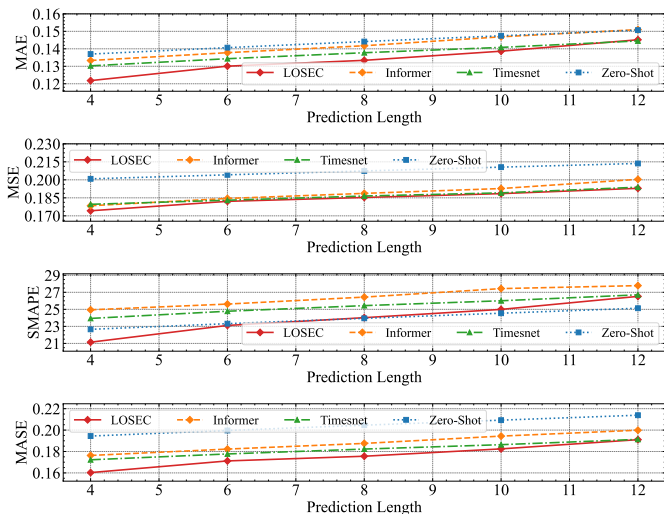 0.16
0.15
0.14
0.13
0.12
MAE
LOSEC Informer Timesnet Zero-Shot
4 5 6 7 8 9 10 11 12
Prediction Length
0.230
0.215
0.200
0.185
0.170
MSE
LOSEC Informer Timesnet Zero-Shot
4 5 6 7 8 9 10 11 12
Prediction Length
29
27
25
23
21
SMAPE
LOSEC Informer Timesnet Zero-Shot
4 5 6 7 8 9 10 11 12
Prediction Length
0.22
0.20
0.18
0.16
MASE
LOSEC Informer Timesnet Zero-Shot
4 5 6 7 8 9 10 11 12
Prediction Length